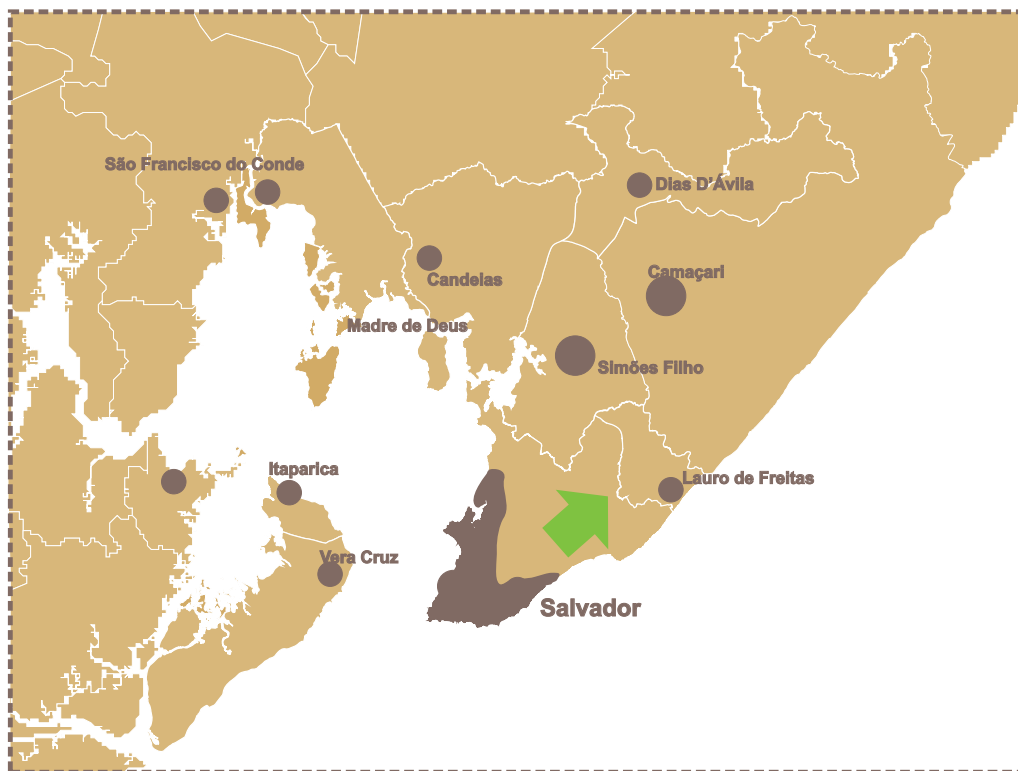 São Francisco do Conde
Dias D'Ávila
Camaçari
Candeias
Madre de Deus
Simões Filho
Itaparica
Lauro de Freitas
Vera Cruz
Salvador